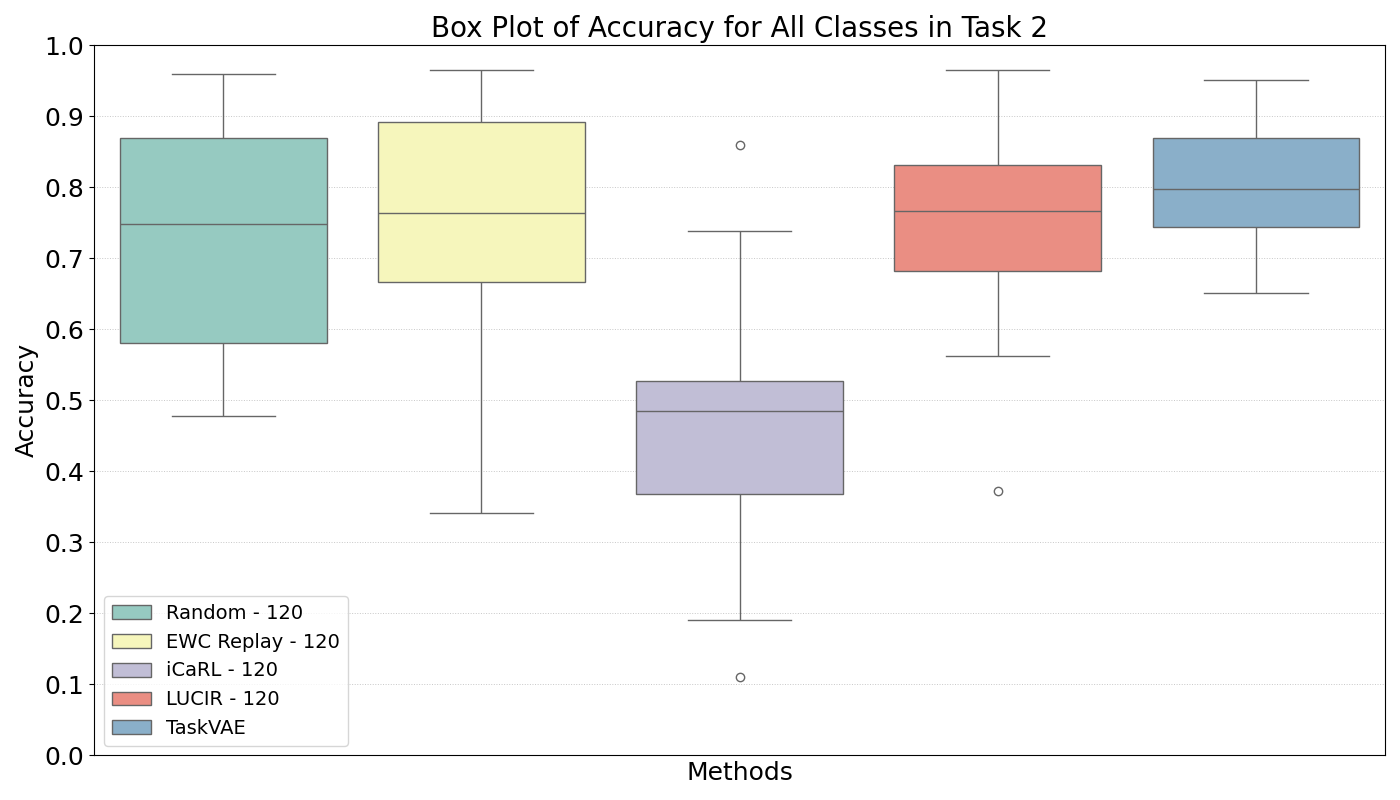 Box Plot of Accuracy for All Classes in Task 2
1.0
0.9
0.8
0.7
0.6
0.5
0.4
0.3
0.2
0.1
0.0
Accuracy
Random - 120
EWC Replay - 120
iCaRL - 120
LUCIR - 120
TaskVAE
Methods